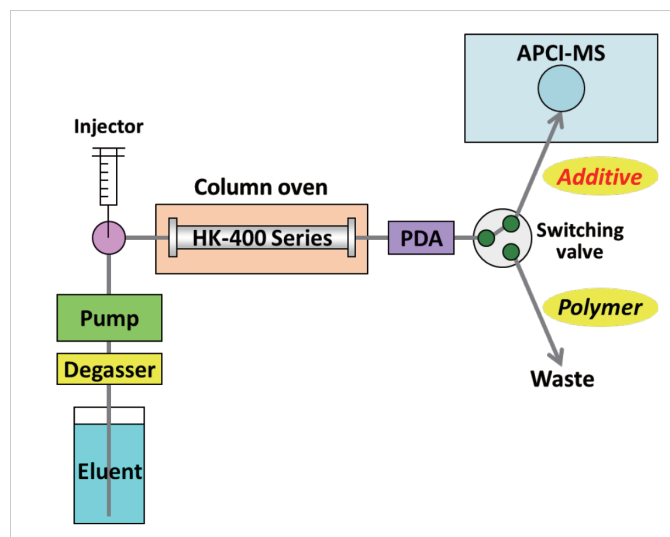 APCI-MS
Injector
Additive
Column oven
HK-400 Series
PDA
Switching
valve
Pump
Polymer
Degasser
Waste
Eluent